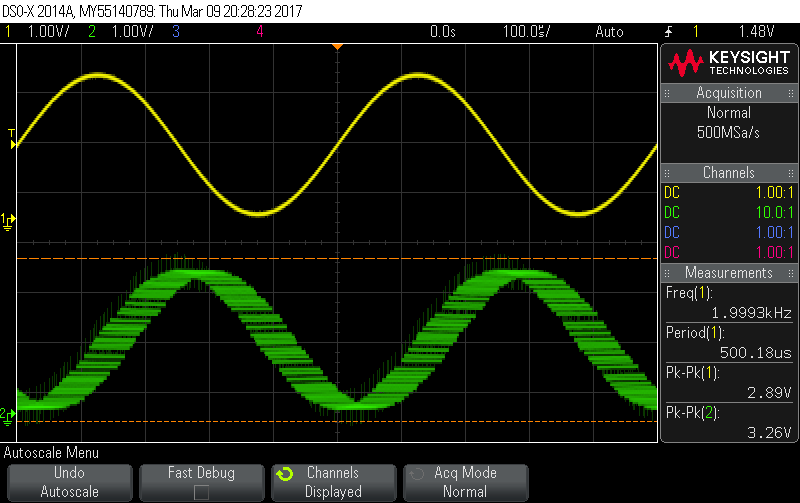 DSO-X 2014A, MY55140789: Thu Mar 09 20:28:23 2017
1 1.00V/ 2 1.00V/ 3 4 0.0s 100.0s/ Auto 1 1.48V
KEYSIGHT
TECHNOLOGIES
Acquisition
Normal
500MSa/s
Channels
DC 1.00:1
DC 10.0:1
DC 1.00:1
DC 1.00:1
Measurements
Freq(1):
1.9993kHz
Period(1):
500.18us
Pk-Pk(1):
2.89V
Pk-Pk(2):
3.26V
T
1
2
Autoscale Menu
Undo
Autoscale
Fast Debug
Channels
Displayed
Acq Mode
Normal